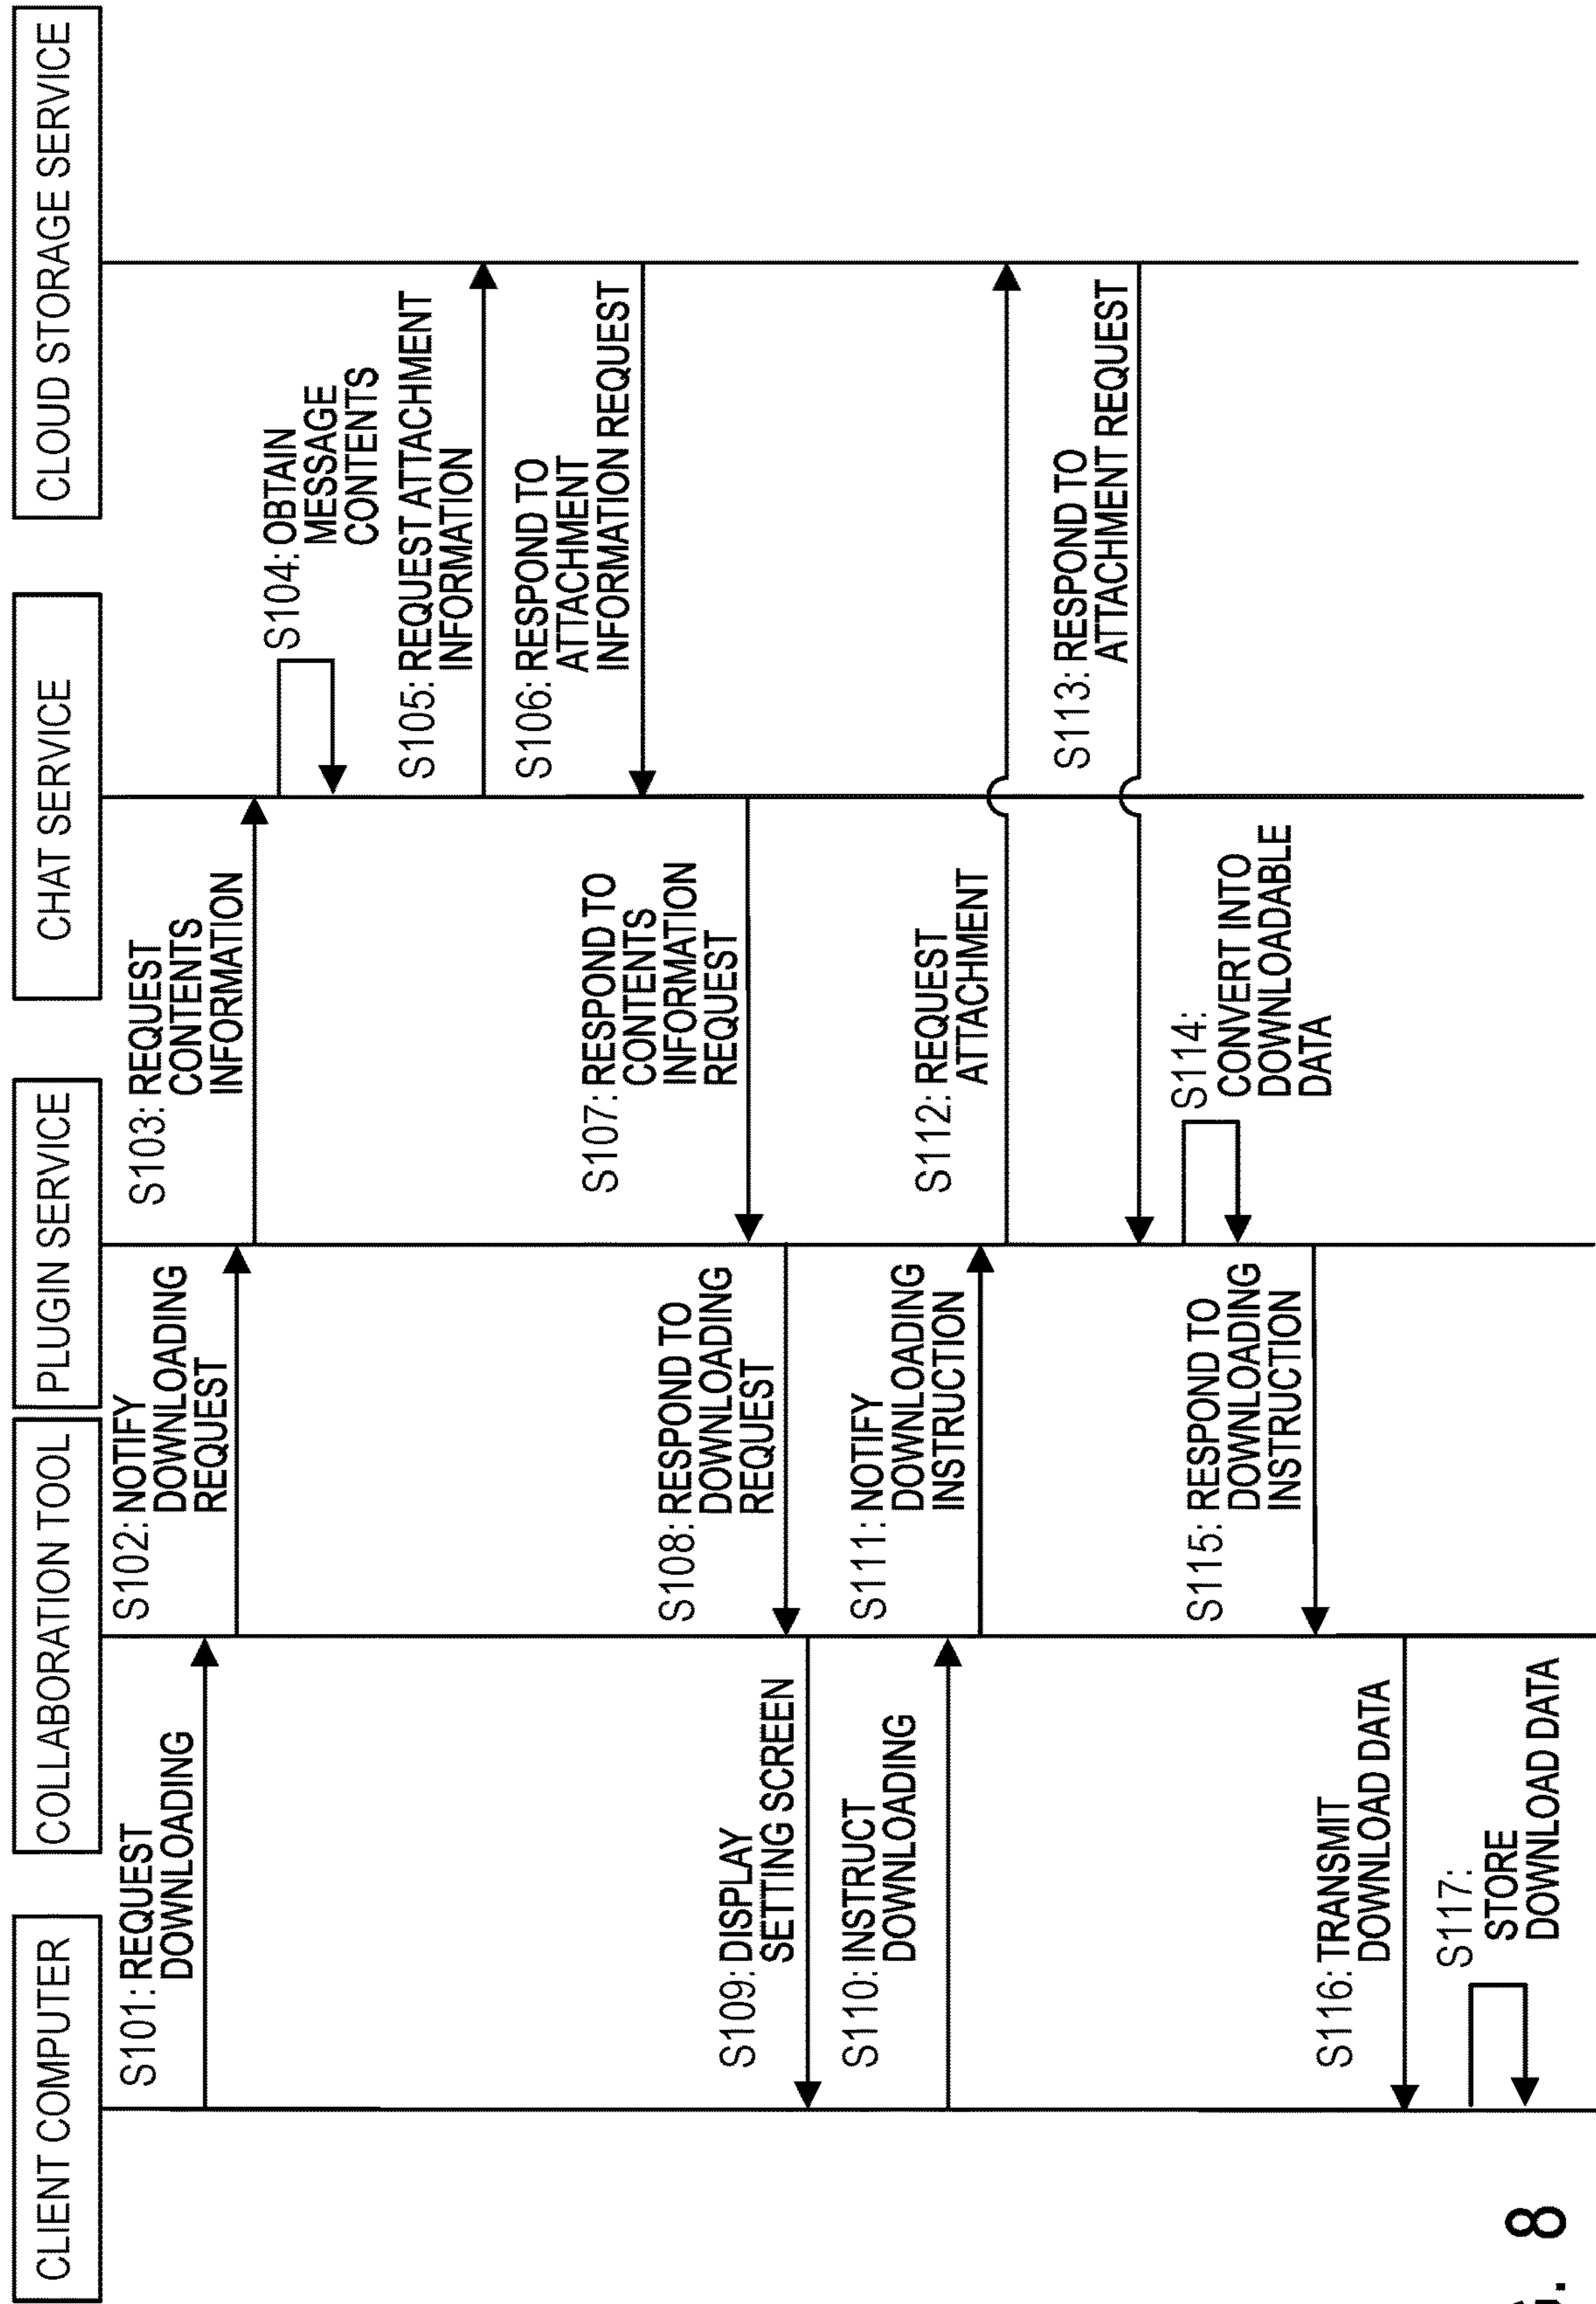 CLIENT COMPUTER
COLLABORATION TOOL
PLUGIN SERVICE
CHAT SERVICE
CLOUD STORAGE SERVICE
S101: REQUEST
DOWNLOADING
S102: NOTIFY
DOWNLOADING
REQUEST
S103: REQUEST
CONTENTS
INFORMATION
S104: OBTAIN
MESSAGE
CONTENTS
S105: REQUEST ATTACHMENT
INFORMATION
S106: RESPOND TO
ATTACHMENT
INFORMATION REQUEST
S107: RESPOND TO
CONTENTS
INFORMATION
REQUEST
S108: RESPOND TO
DOWNLOADING
REQUEST
S109: DISPLAY
SETTING SCREEN
S110: INSTRUCT
DOWNLOADING
S111: NOTIFY
DOWNLOADING
INSTRUCTION
S112: REQUEST
ATTACHMENT
S113: RESPOND TO
ATTACHMENT REQUEST
S114:
CONVERT INTO
DOWNLOADABLE
DATA
S115: RESPOND TO
DOWNLOADING
INSTRUCTION
S116: TRANSMIT
DOWNLOAD DATA
S117:
STORE
DOWNLOAD DATA
8